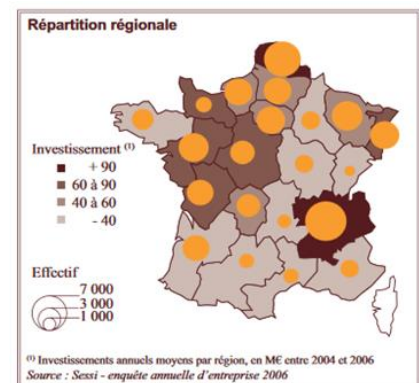 Répartition régionale
Investissement (1)
+ 90
60 à 90
40 à 60
- 40
Effectif
7 000
3 000
1 000
(1) Investissements annuels moyens par région, en M€ entre 2004 et 2006
Source : Sessi - enquête annuelle d'entreprise 2006